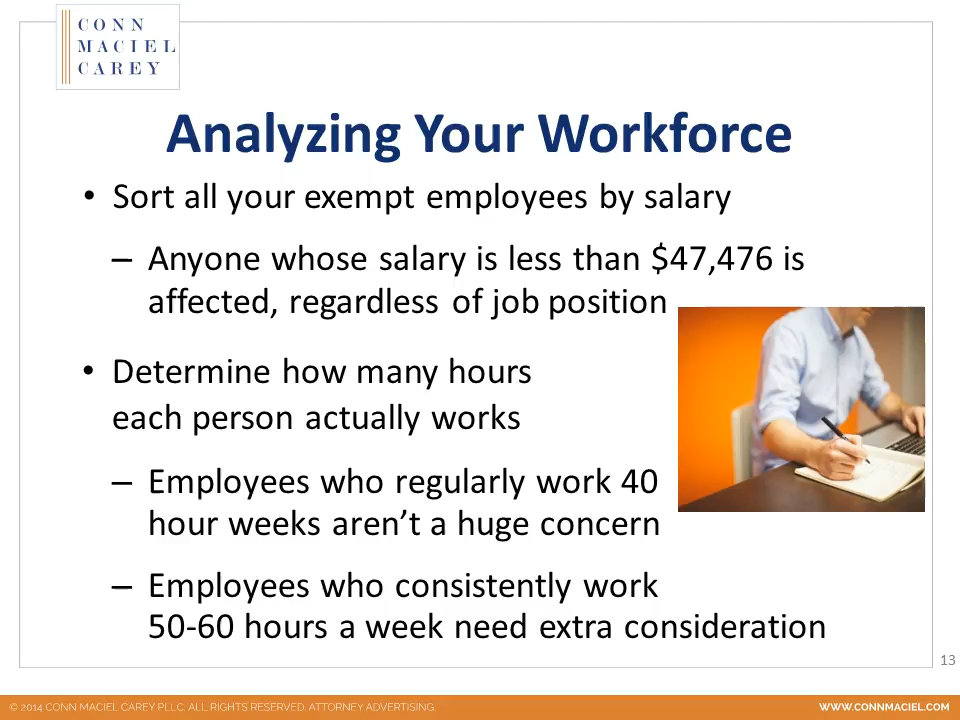 CONN
MACIEL
CAREY
Analyzing Your Workforce
• Sort all your exempt employees by salary
– Anyone whose salary is less than $47,476 is
affected, regardless of job position
• Determine how many hours
each person actually works
– Employees who regularly work 40
hour weeks aren’t a huge concern
– Employees who consistently work
50-60 hours a week need extra consideration
13
© 2014 CONN MACIEL CAREY PLLC. ALL RIGHTS RESERVED. ATTORNEY ADVERTISING.
WWW.CONNMACIEL.COM